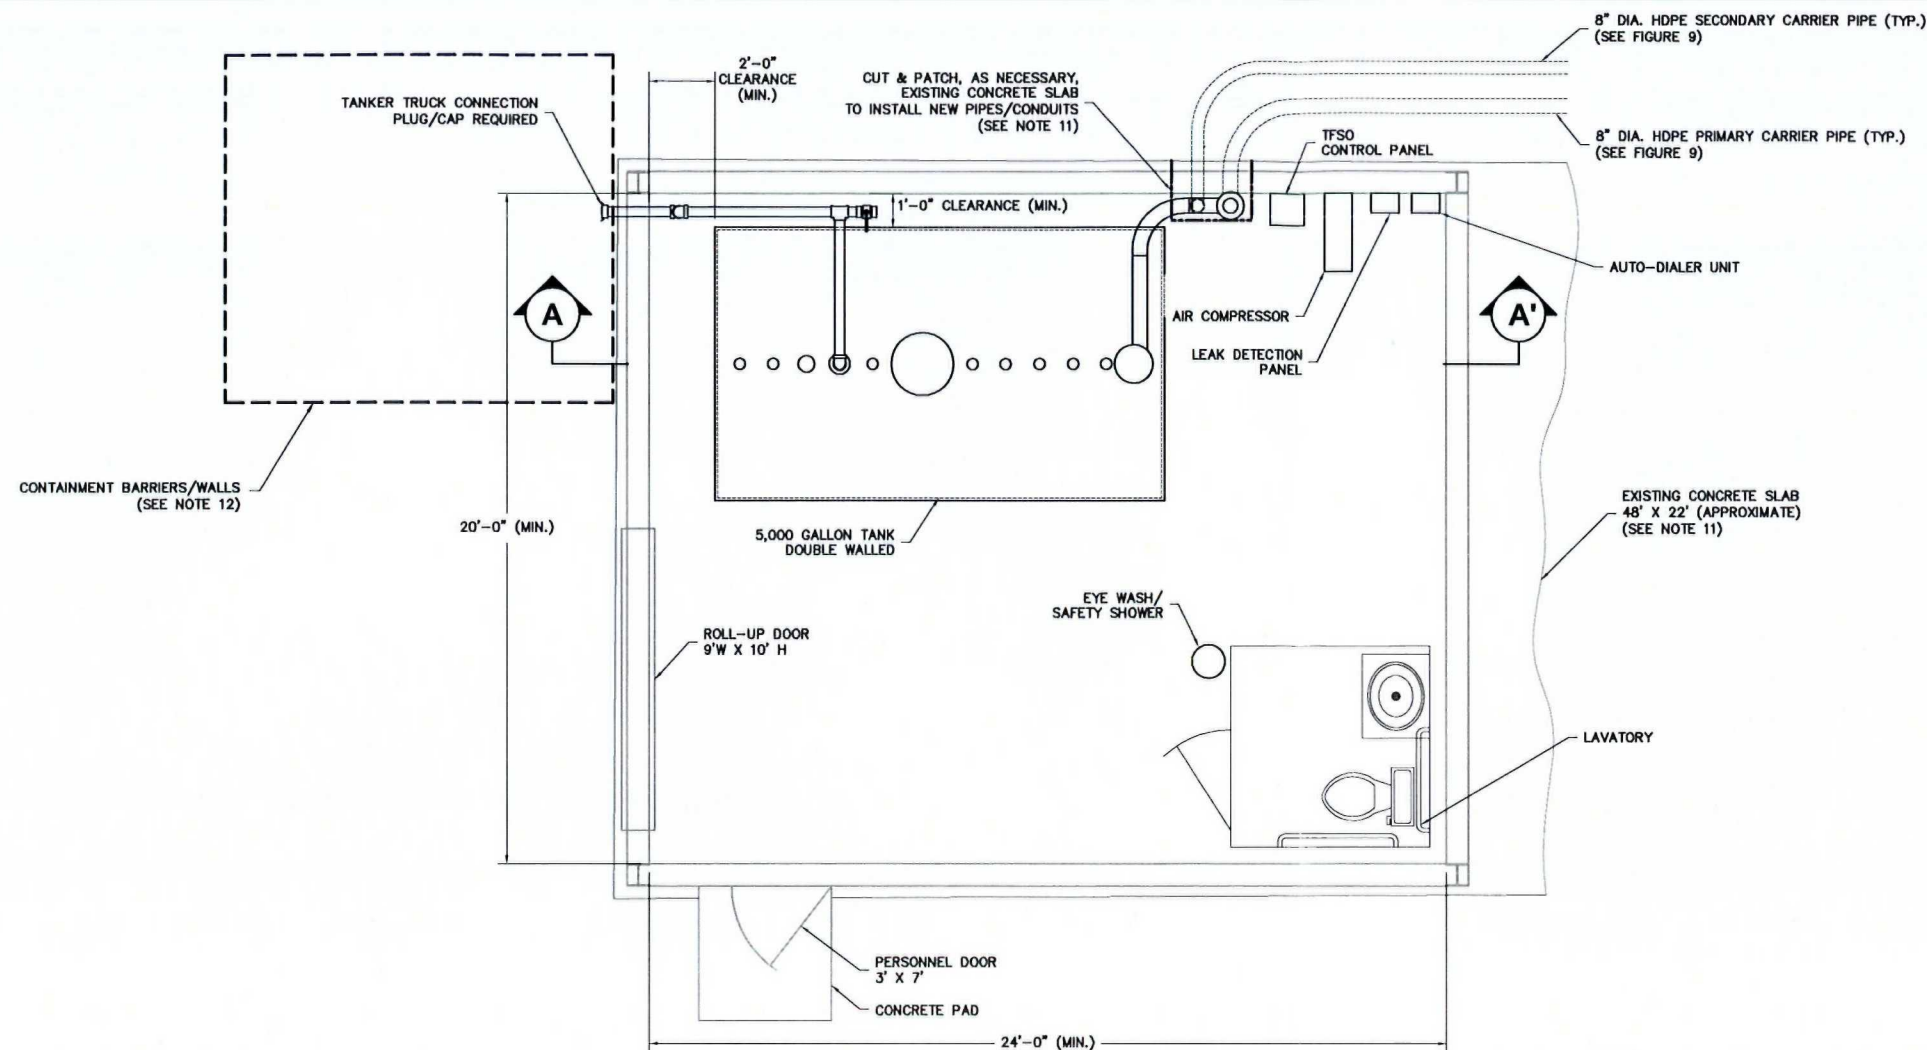 8" DIA. HDPE SECONDARY CARRIER PIPE (TYP.)
(SEE FIGURE 9)
2'-0"
CLEARANCE
(MIN.)
CUT & PATCH, AS NECESSARY,
EXISTING CONCRETE SLAB
TO INSTALL NEW PIPES/CONDUITS
(SEE NOTE 11)
TANKER TRUCK CONNECTION
PLUG/CAP REQUIRED
TFSO
CONTROL PANEL
8" DIA. HDPE PRIMARY CARRIER PIPE (TYP.)
(SEE FIGURE 9)
1'-0" CLEARANCE (MIN.)
AUTO-DIALER UNIT
A
A'
AIR COMPRESSOR
LEAK DETECTION
PANEL
CONTAINMENT BARRIERS/WALLS
(SEE NOTE 12)
20'-0" (MIN.)
5,000 GALLON TANK
DOUBLE WALLED
EXISTING CONCRETE SLAB
48' X 22' (APPROXIMATE)
(SEE NOTE 11)
EYE WASH/
SAFETY SHOWER
ROLL-UP DOOR
9'W X 10' H
LAVATORY
PERSONNEL DOOR
3' X 7'
CONCRETE PAD
24'-0" (MIN.)